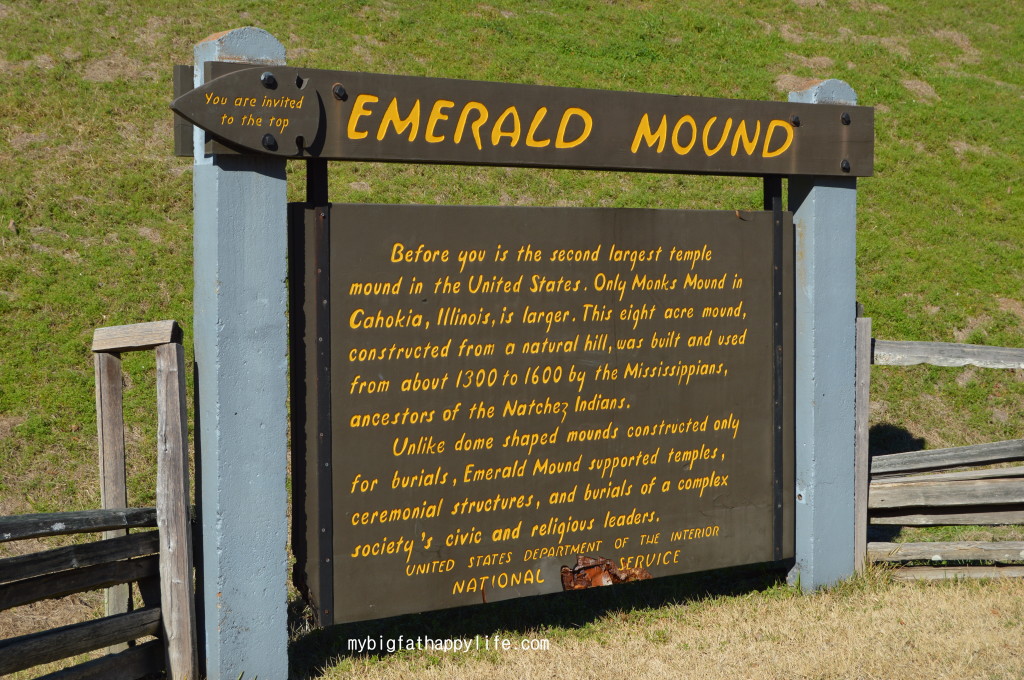 You are invited
to the top
EMERALD MOUND
Before you is the second largest temple
mound in the United States. Only Monks Mound in
Cahokia, Illinois, is larger. This eight acre mound,
constructed from a natural hill, was built and used
from about 1300 to 1600 by the Mississippians,
ancestors of the Natchez Indians.
Unlike dome shaped mounds constructed only
for burials, Emerald Mound supported temples,
ceremonial structures, and burials of a complex
society's civic and religious leaders.
UNITED STATES DEPARTMENT OF THE INTERIOR
NATIONAL SERVICE
mybigfathappylife.com